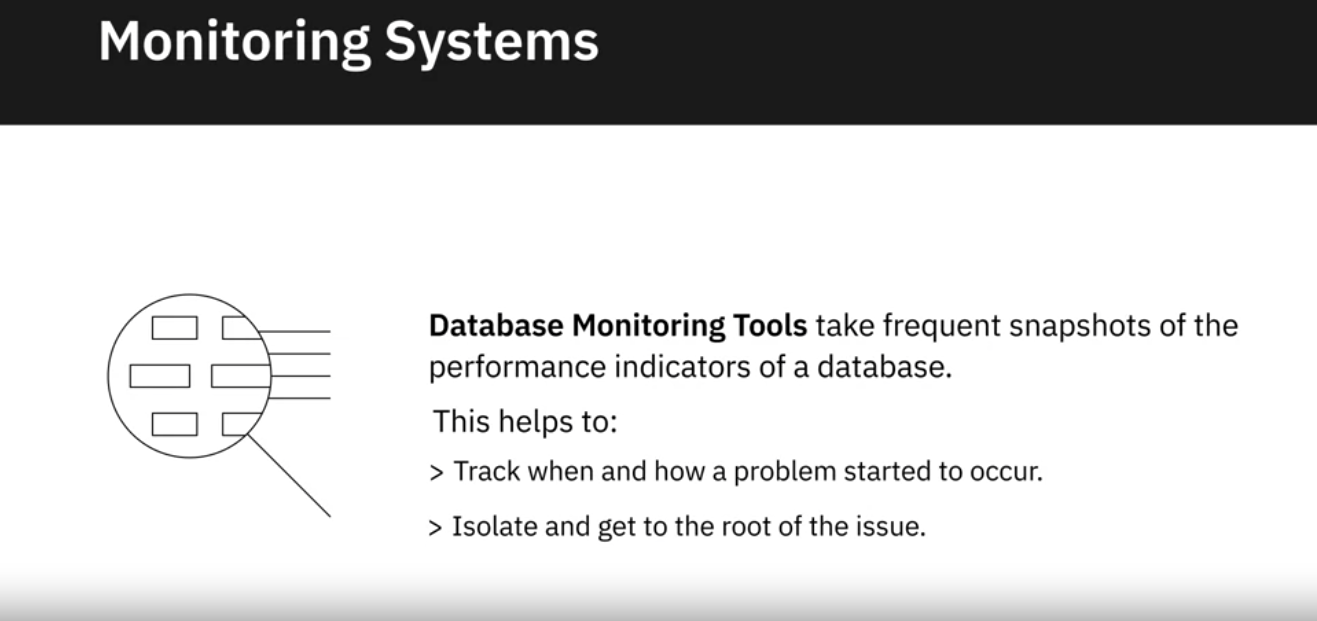 Monitoring Systems
Database Monitoring Tools take frequent snapshots of the
performance indicators of a database.
This helps to:
> Track when and how a problem started to occur.
> Isolate and get to the root of the issue.